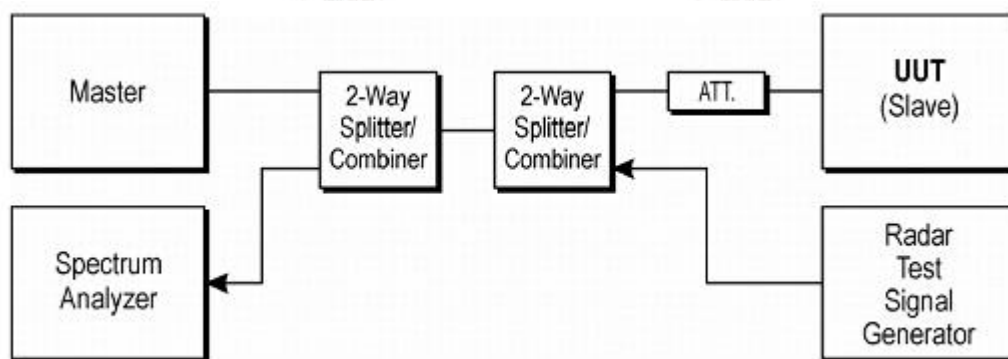 Master
2-Way
Splitter/
Combiner
2-Way
Splitter/
Combiner
ATT.
UUT
(Slave)
Spectrum
Analyzer
Radar
Test
Signal
Generator